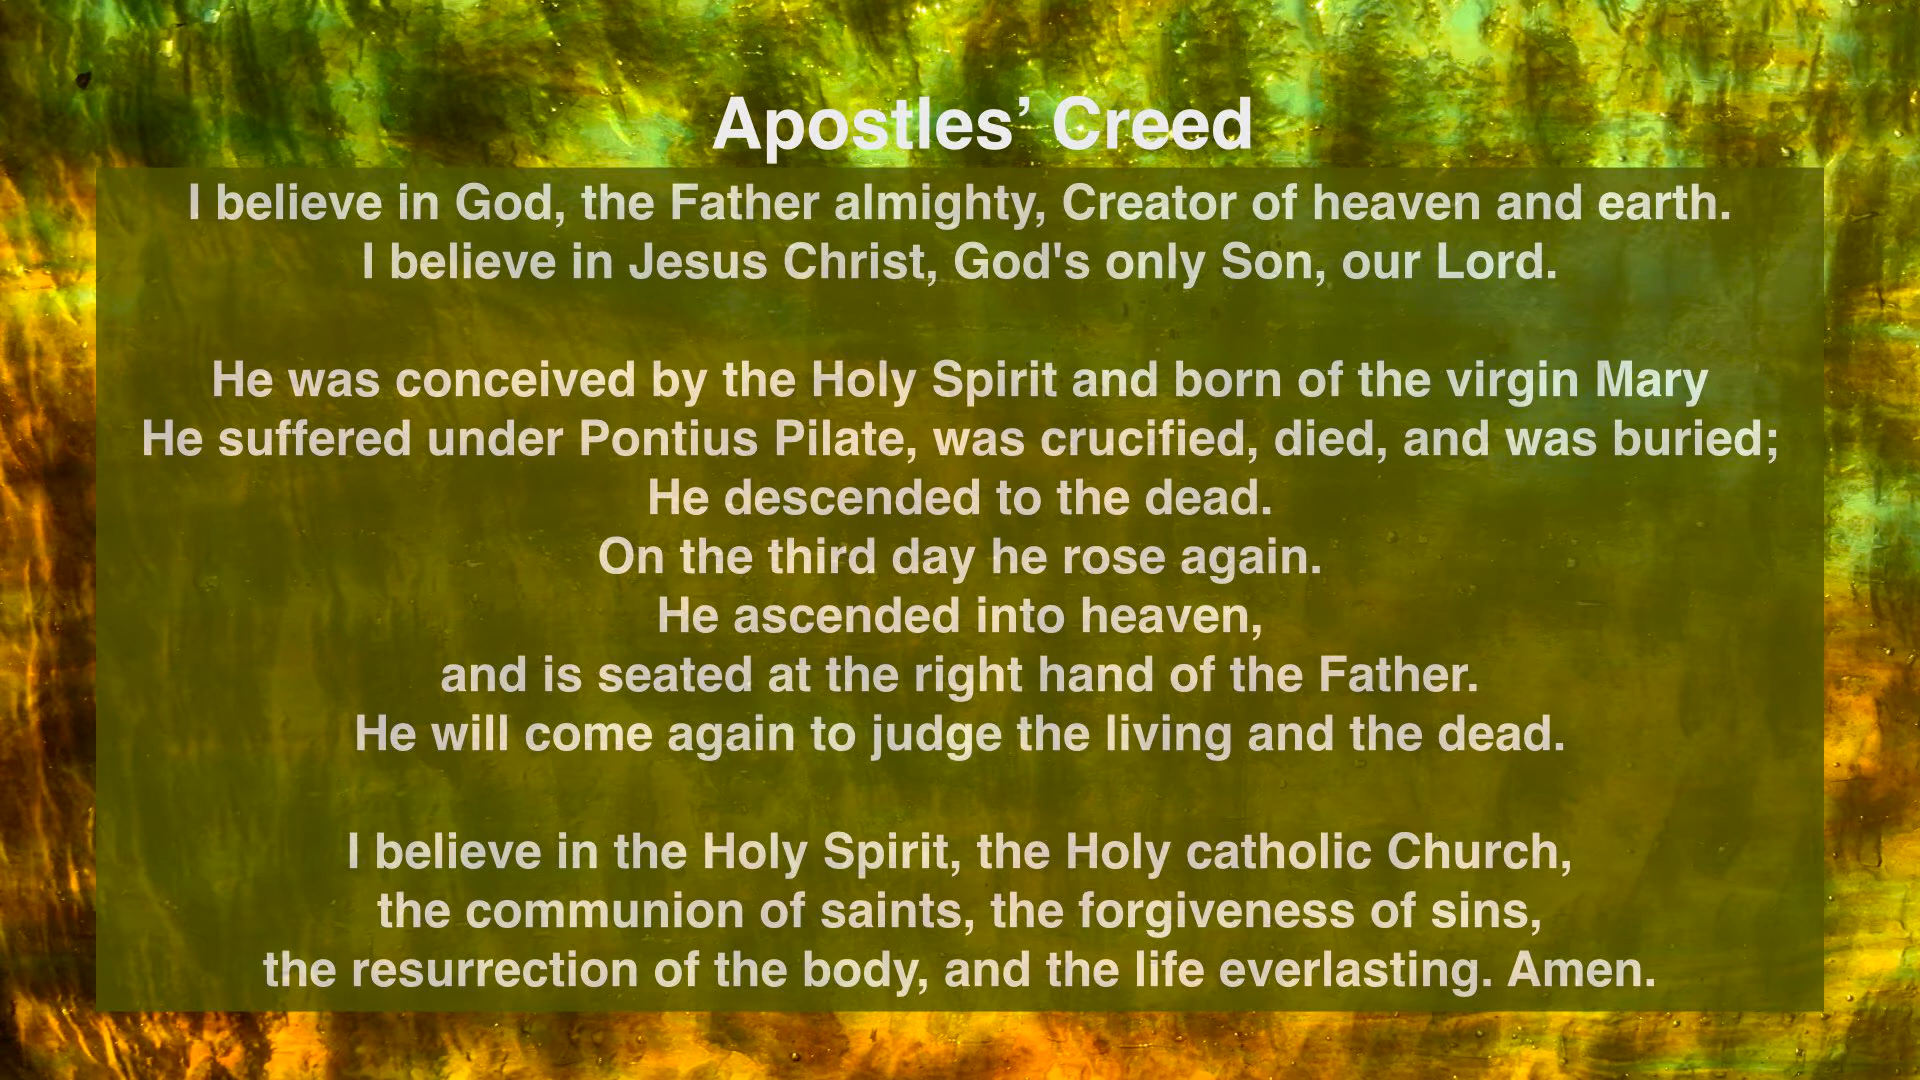 Apostles’ Creed
I believe in God, the Father almighty, Creator of heaven and earth.
I believe in Jesus Christ, God's only Son, our Lord.
He was conceived by the Holy Spirit and born of the virgin Mary
He suffered under Pontius Pilate, was crucified, died, and was buried;
He descended to the dead.
On the third day he rose again.
He ascended into heaven,
and is seated at the right hand of the Father.
He will come again to judge the living and the dead.
I believe in the Holy Spirit, the Holy catholic Church,
the communion of saints, the forgiveness of sins,
the resurrection of the body, and the life everlasting. Amen.